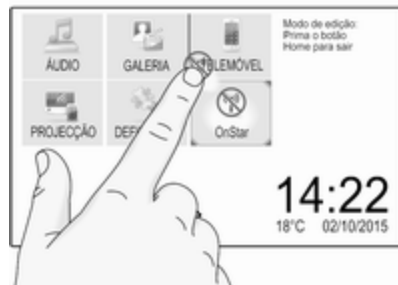 Modo de edição:
Prima o botão
Home para sair
ÁUDIO
GALERIA
TELEMÓVEL
PROJECÇÃO
DEF
OnStar
14:22
18°C 02/10/2015